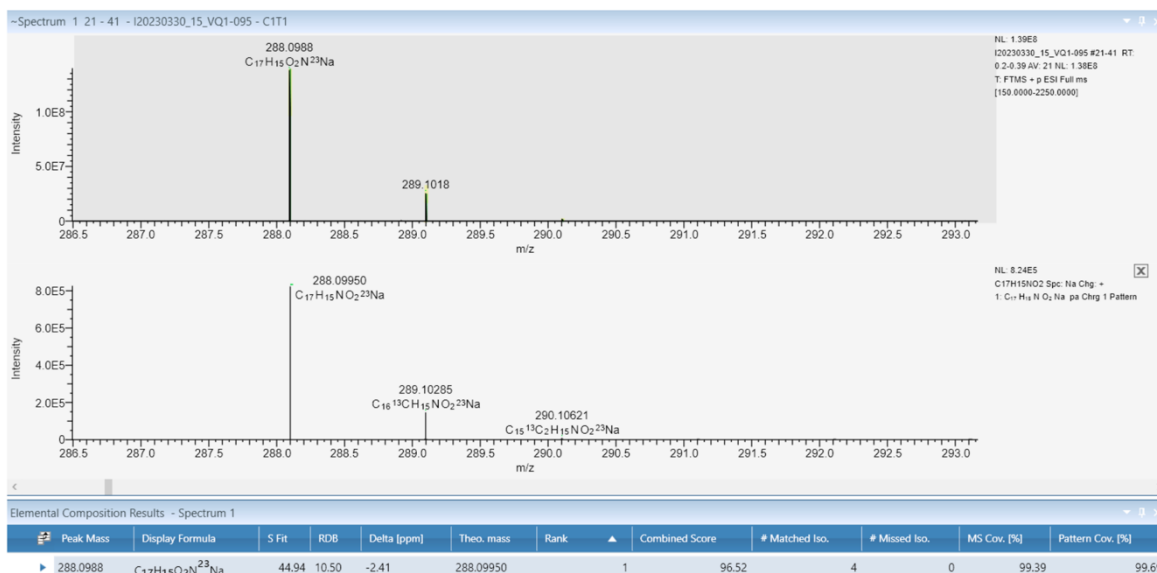 ~Spectrum 1 21 - 41 - I20230330_15_VQ1-095 - C1T1
288.0988
C₁₇H₁₅O₂N²³Na
289.1018
1.0E8
5.0E7
0
Intensity
286.5 287.0 287.5 288.0 288.5 289.0 289.5 290.0 290.5 291.0 291.5 292.0 292.5 293.0
m/z
NL: 1.39E8
I20230330_15_VQ1-095 #21-41 RT:
0.2-0.39 AV: 21 NL: 1.38E8
T: FTMS + p ESI Full ms
[150.0000-2250.0000]
288.09950
C₁₇H₁₅NO₂²³Na
289.10285
C₁₆¹³CH₁₅NO₂²³Na
290.10621
C₁₅¹³C₂H₁₅NO₂²³Na
8.0E5
6.0E5
4.0E5
2.0E5
0
Intensity
286.5 287.0 287.5 288.0 288.5 289.0 289.5 290.0 290.5 291.0 291.5 292.0 292.5 293.0
m/z
NL: 8.24E5
C17H15NO2 Spc: Na Chg: +
1: C₁₇ H₁₅ N O₂ Na pa Chrg 1 Pattern
Elemental Composition Results - Spectrum 1
Peak Mass Display Formula S Fit RDB Delta [ppm] Theo. mass Rank Combined Score # Matched Iso. # Missed Iso. MS Cov. [%] Pattern Cov. [%]
288.0988 C₁₇H₁₅O₂N²³Na 44.94 10.50 -2.41 288.09950 1 96.52 4 0 99.39